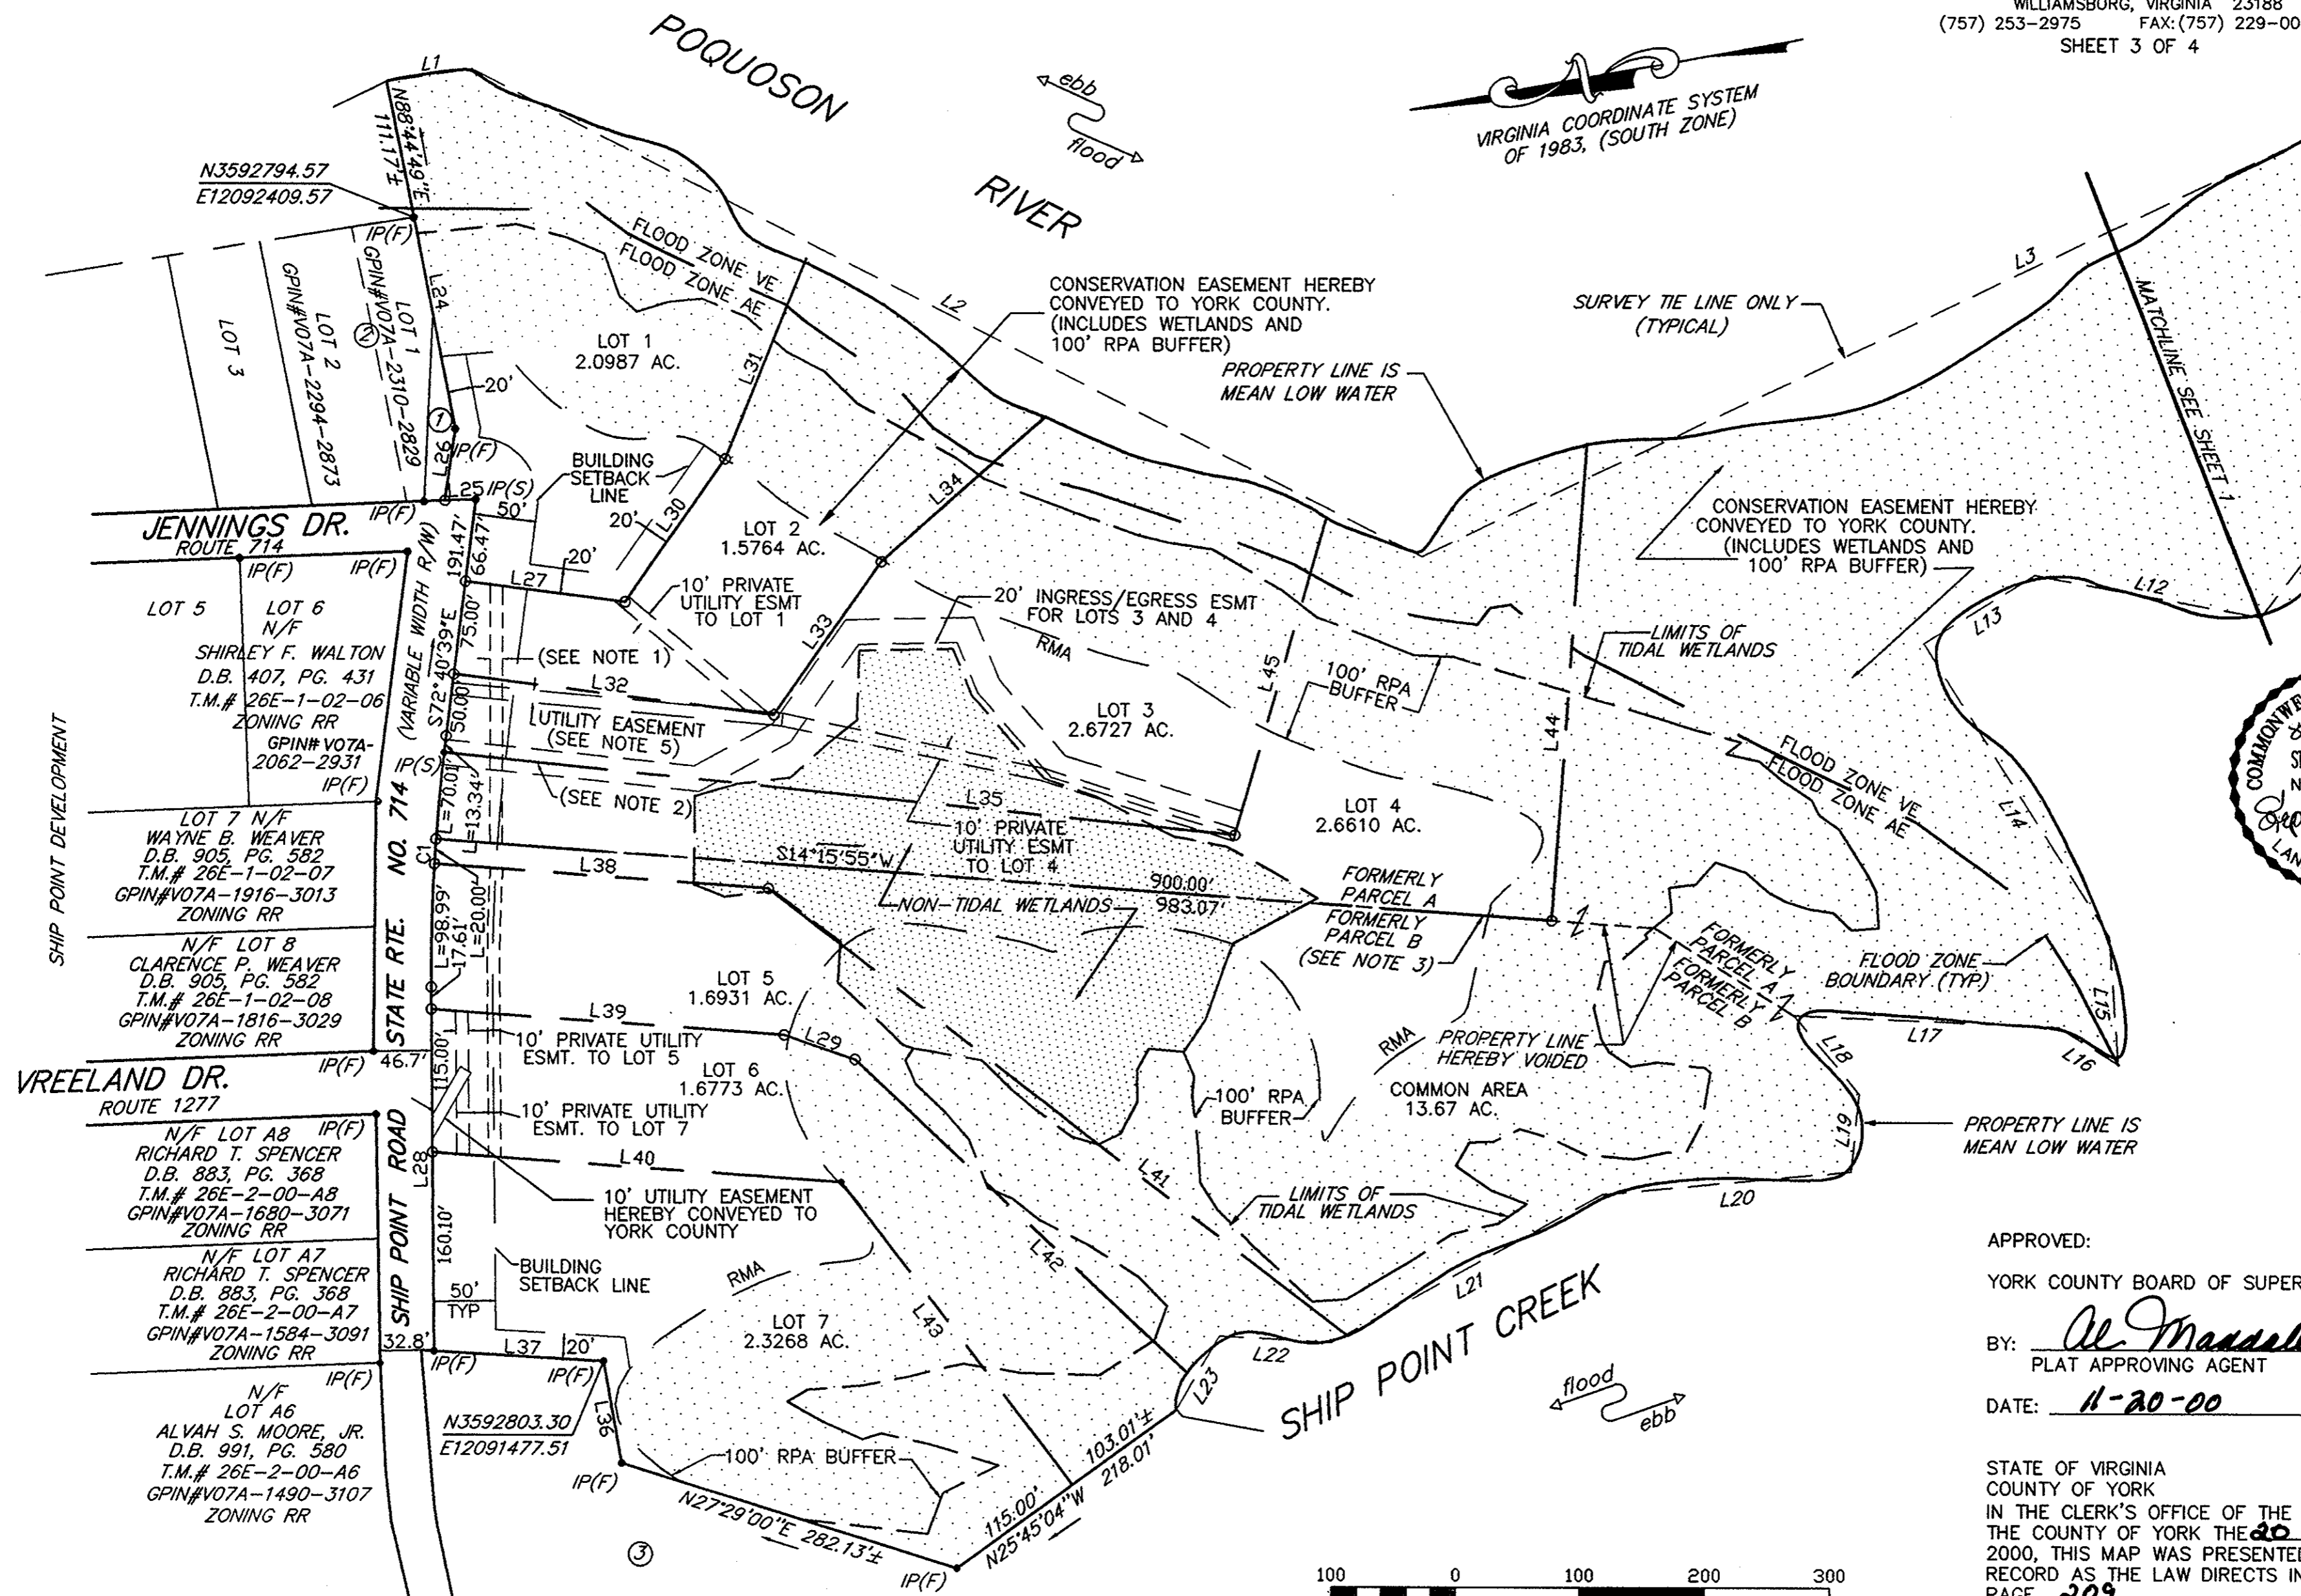 WILLIAMSBURG, VIRGINIA 23188
(757) 253-2975 FAX:(757) 229-00
SHEET 3 OF 4
POQUOSON
RIVER
ebb
flood
VIRGINIA COORDINATE SYSTEM
OF 1983, (SOUTH ZONE)
L1
N88°44'49"E
111.17'±
N3592794.57
E12092409.57
IP(F)
L24
LOT 1
GPIN#V07A-2310-2829
2
LOT 2
GPIN#V07A-2294-2873
LOT 3
FLOOD ZONE VE
FLOOD ZONE AE
LOT 1
2.0987 AC.
L31
L2
CONSERVATION EASEMENT HEREBY
CONVEYED TO YORK COUNTY.
(INCLUDES WETLANDS AND
100' RPA BUFFER)
PROPERTY LINE IS
MEAN LOW WATER
SURVEY TIE LINE ONLY
(TYPICAL)
L3
MATCHLINE SEE SHEET 1
20'
1
L26
IP(F)
L25
IP(S)
50'
IP(F)
BUILDING
SETBACK
LINE
20'
L30
LOT 2
1.5764 AC.
L34
CONSERVATION EASEMENT HEREBY
CONVEYED TO YORK COUNTY.
(INCLUDES WETLANDS AND
100' RPA BUFFER)
JENNINGS DR.
ROUTE 714
IP(F)
IP(F)
191.47'
66.47'
L27
20'
10' PRIVATE
UTILITY ESMT
TO LOT 1
L33
20' INGRESS/EGRESS ESMT
FOR LOTS 3 AND 4
RMA
L12
L13
LOT 5
LOT 6
N/F
SHIRLEY F. WALTON
D.B. 407, PG. 431
T.M.# 26E-1-02-06
ZONING RR
GPIN# V07A-
2062-2931
IP(F)
(VARIABLE WIDTH R/W)
S72°40'39"E
75.00'
50.00'
(SEE NOTE 1)
L32
UTILITY EASEMENT
(SEE NOTE 5)
IP(S)
(SEE NOTE 2)
LIMITS OF
TIDAL WETLANDS
100' RPA
BUFFER
L45
L44
LOT 3
2.6727 AC.
SHIP POINT DEVELOPMENT
LOT 7 N/F
WAYNE B. WEAVER
D.B. 905, PG. 582
T.M.# 26E-1-02-07
GPIN#V07A-1916-3013
ZONING RR
L=70.01'
L=13.34'
C1
L35
10' PRIVATE
UTILITY ESMT
TO LOT 4
LOT 4
2.6610 AC.
FLOOD ZONE VE
FLOOD ZONE AE
L14
COMMONWE
S14°15'55"W
L38
900.00'
983.07'
NON-TIDAL WETLANDS
FORMERLY
PARCEL A
FORMERLY
PARCEL B
(SEE NOTE 3)
FORMERLY
PARCEL A
FORMERLY
PARCEL B
FLOOD ZONE
BOUNDARY (TYP)
L15
N/F LOT 8
CLARENCE P. WEAVER
D.B. 905, PG. 582
T.M.# 26E-1-02-08
GPIN#V07A-1816-3029
ZONING RR
L=98.99'
17.61'
L=20.00'
LOT 5
1.6931 AC.
L39
L29
10' PRIVATE UTILITY
ESMT. TO LOT 5
L17
L16
L18
RMA
PROPERTY LINE
HEREBY VOIDED
IP(F)
46.7'
115.00'
VREELAND DR.
ROUTE 1277
LOT 6
1.6773 AC.
10' PRIVATE UTILITY
ESMT. TO LOT 7
100' RPA
BUFFER
COMMON AREA
13.67 AC.
L19
PROPERTY LINE IS
MEAN LOW WATER
STATE RTE. NO. 714
SHIP POINT ROAD
N/F LOT A8
IP(F)
RICHARD T. SPENCER
D.B. 883, PG. 368
T.M.# 26E-2-00-A8
GPIN#V07A-1680-3071
ZONING RR
L28
L40
10' UTILITY EASEMENT
HEREBY CONVEYED TO
YORK COUNTY
L41
LIMITS OF
TIDAL WETLANDS
L20
N/F LOT A7
RICHARD T. SPENCER
D.B. 883, PG. 368
T.M.# 26E-2-00-A7
GPIN#V07A-1584-3091
ZONING RR
160.10'
BUILDING
SETBACK LINE
50'
TYP
RMA
L42
L43
L21
LOT 7
2.3268 AC.
32.8'
IP(F)
L37
20'
IP(F)
L22
L23
SHIP POINT CREEK
IP(F)
N/F
LOT A6
ALVAH S. MOORE, JR.
D.B. 991, PG. 580
T.M.# 26E-2-00-A6
GPIN#V07A-1490-3107
ZONING RR
N3592803.30
E12091477.51
L36
IP(F)
100' RPA BUFFER
103.01'±
218.01'
115.00'
N25°45'04"W
N27°29'00"E 282.13'±
IP(F)
3
flood
ebb
100 0 100 200 300
APPROVED:
YORK COUNTY BOARD OF SUPER
BY:
PLAT APPROVING AGENT
DATE: 11-20-00
STATE OF VIRGINIA
COUNTY OF YORK
IN THE CLERK'S OFFICE OF THE
THE COUNTY OF YORK THE 20
2000, THIS MAP WAS PRESENTED
RECORD AS THE LAW DIRECTS IN
PAGE 209